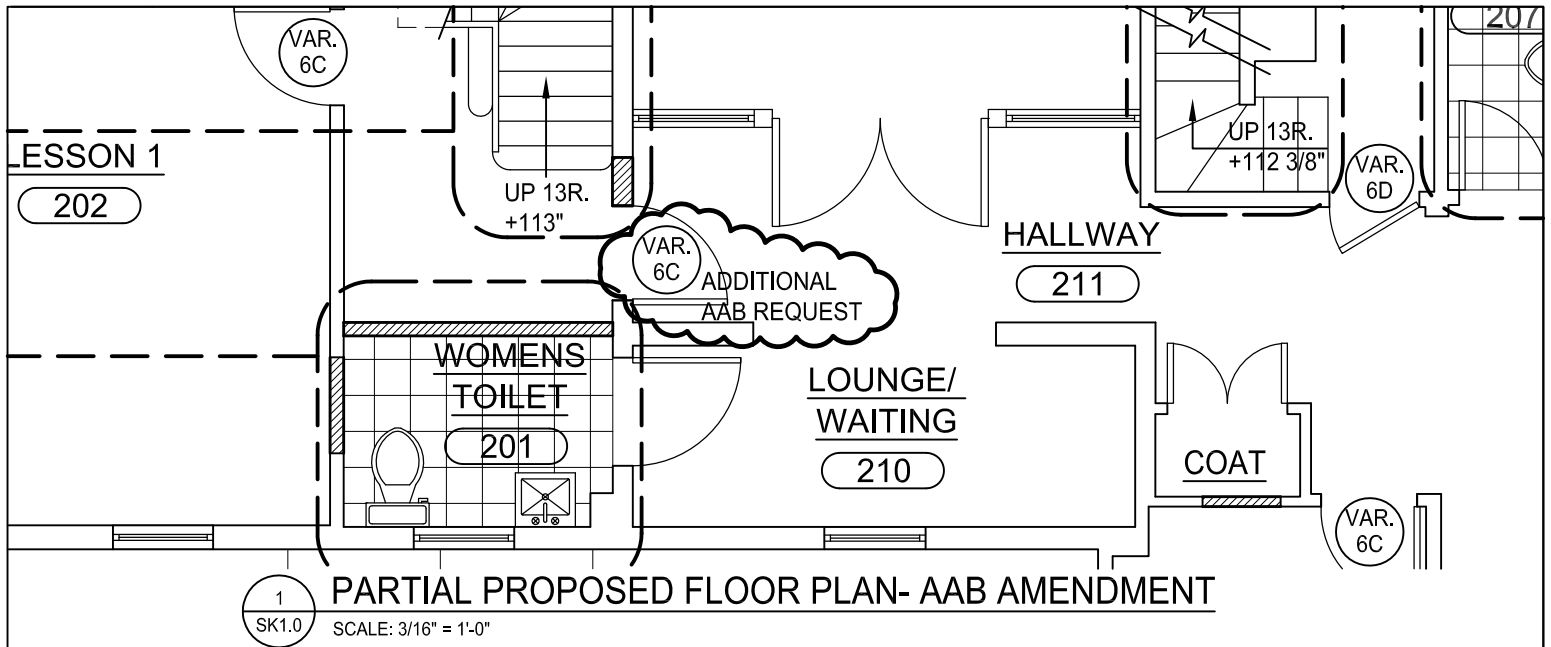 207
VAR.
6C
LESSON 1
202
UP 13R.
+113"
UP 13R.
+112 3/8"
VAR.
6D
VAR.
6C
ADDITIONAL
AAB REQUEST
HALLWAY
211
WOMENS
TOILET
201
LOUNGE/
WAITING
210
COAT
VAR.
6C
1
SK1.0
PARTIAL PROPOSED FLOOR PLAN- AAB AMENDMENT
SCALE: 3/16" = 1'-0"